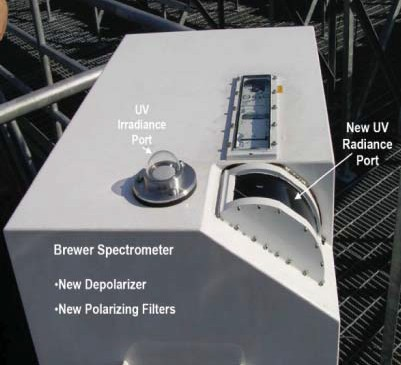 UV
Irradiance
Port
New UV
Radiance
Port
Brewer Spectrometer
•New Depolarizer
•New Polarizing Filters